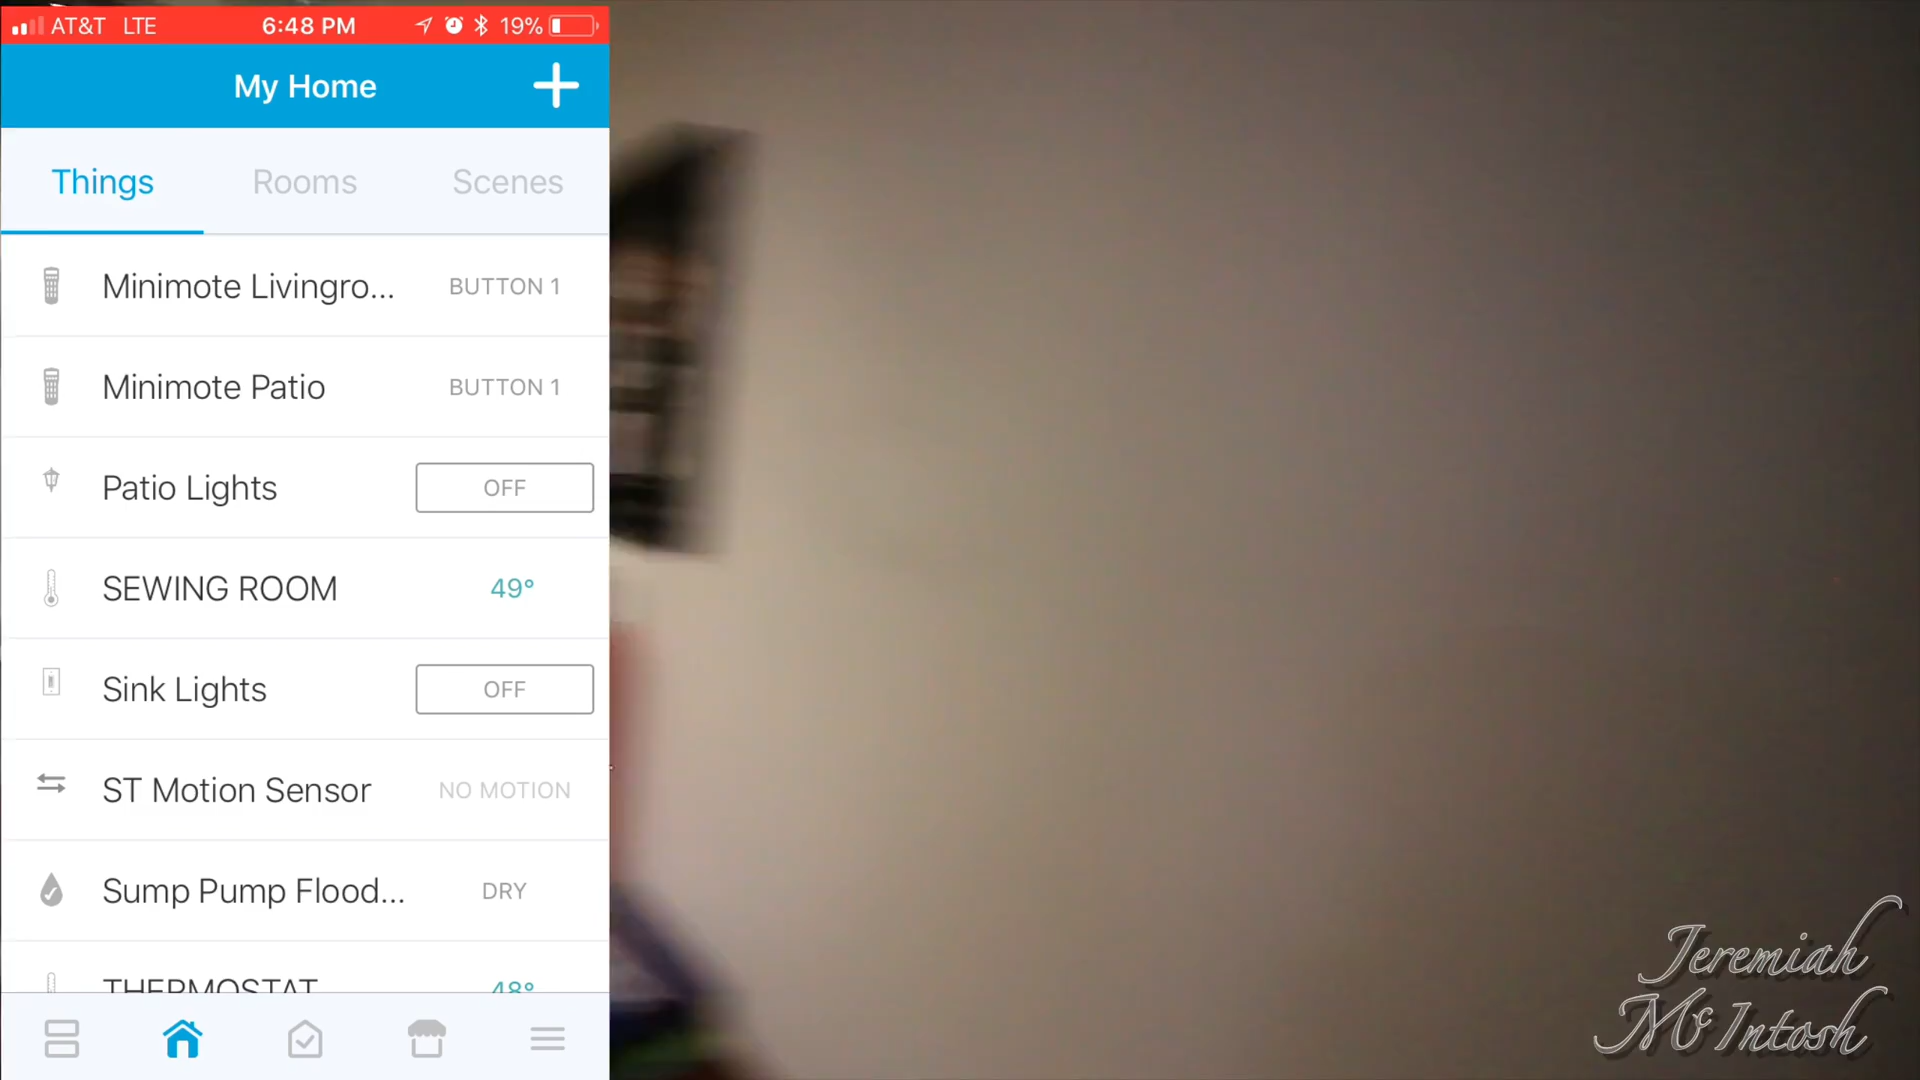 AT&T LTE 6:48 PM 19%
My Home
Things Rooms Scenes
Minimote Livingro... BUTTON 1
Minimote Patio BUTTON 1
Patio Lights OFF
SEWING ROOM 49°
Sink Lights OFF
ST Motion Sensor NO MOTION
Sump Pump Flood... DRY
THERMOSTAT 48°
Jeremiah
McIntosh